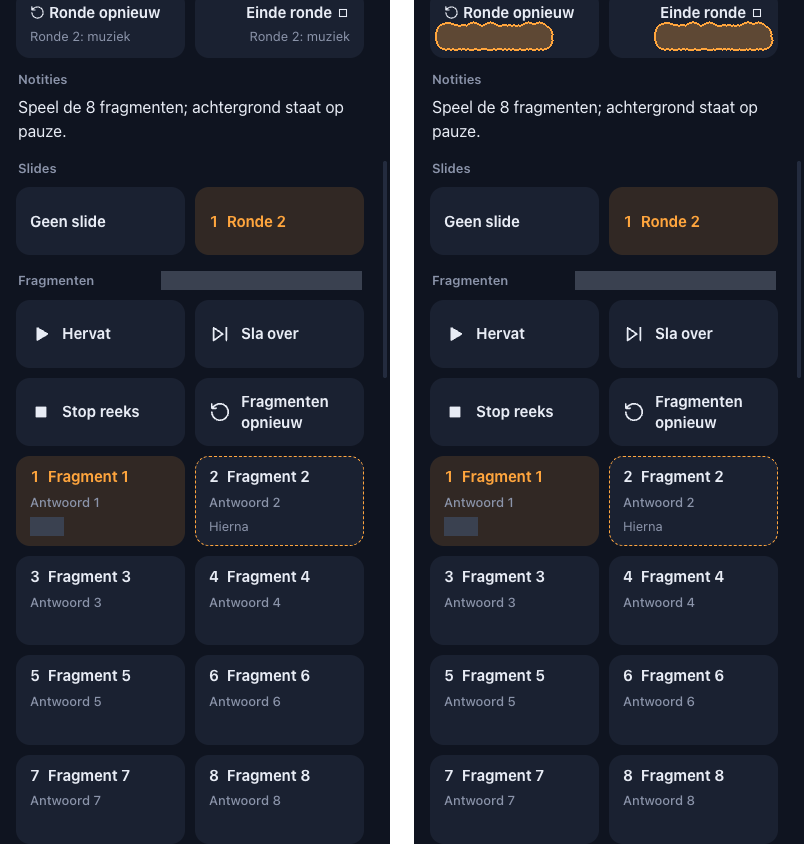 Ronde opnieuw
Einde ronde
Ronde 2: muziek
Ronde 2: muziek
Notities
Speel de 8 fragmenten; achtergrond staat op
pauze.
Slides
Geen slide
1 Ronde 2
Fragmenten
Hervat
Sla over
Stop reeks
Fragmenten
opnieuw
1 Fragment 1
Antwoord 1
2 Fragment 2
Antwoord 2
Hierna
3 Fragment 3
Antwoord 3
4 Fragment 4
Antwoord 4
5 Fragment 5
Antwoord 5
6 Fragment 6
Antwoord 6
7 Fragment 7
Antwoord 7
8 Fragment 8
Antwoord 8
Ronde opnieuw
Einde ronde
Notities
Speel de 8 fragmenten; achtergrond staat op
pauze.
Slides
Geen slide
1 Ronde 2
Fragmenten
Hervat
Sla over
Stop reeks
Fragmenten
opnieuw
1 Fragment 1
Antwoord 1
2 Fragment 2
Antwoord 2
Hierna
3 Fragment 3
Antwoord 3
4 Fragment 4
Antwoord 4
5 Fragment 5
Antwoord 5
6 Fragment 6
Antwoord 6
7 Fragment 7
Antwoord 7
8 Fragment 8
Antwoord 8